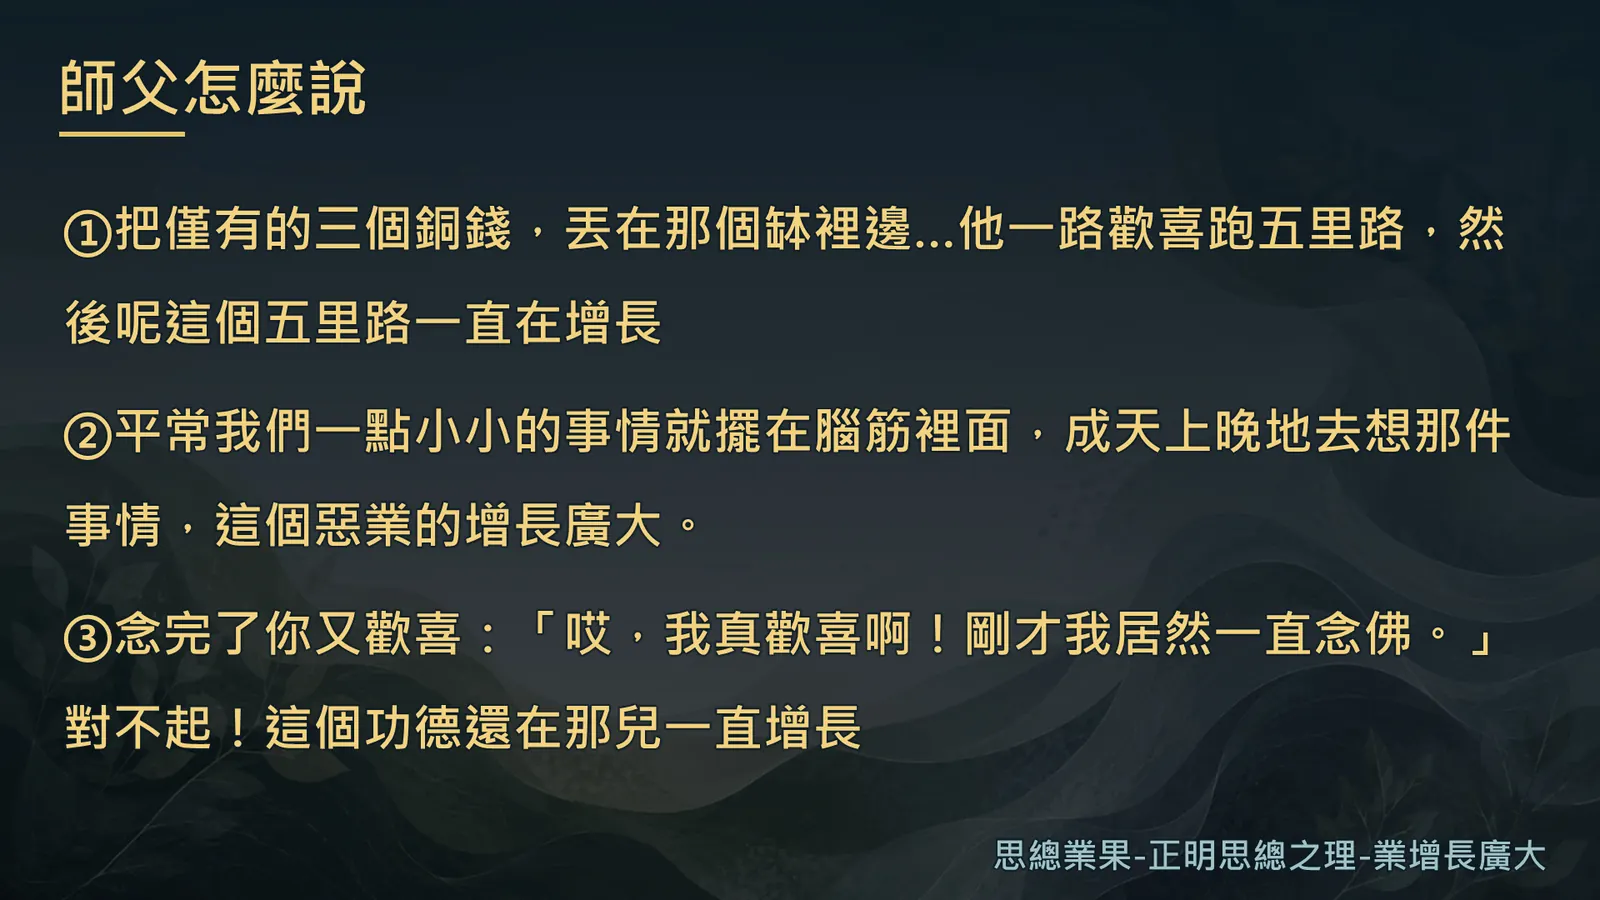 師父怎麼說
①把僅有的三個銅錢，丟在那個缽裡邊...他一路歡喜跑五里路，然
後呢這個五里路一直在增長
②平常我們一點小小的事情就擺在腦筋裡面，成天上晚地去想那件
事情，這個惡業的增長廣大。
③念完了你又歡喜：「哎，我真歡喜啊！剛才我居然一直念佛。」
對不起！這個功德還在那兒一直增長
思總業果-正明思總之理-業增長廣大